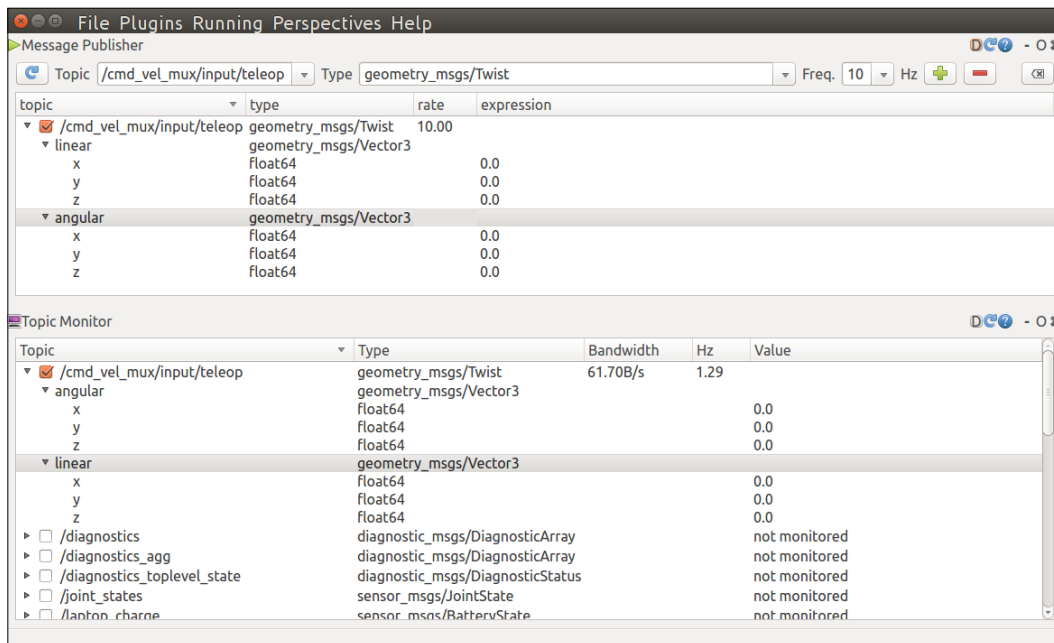 File Plugins Running Perspectives Help
Message Publisher D C ? - O
Topic /cmd_vel_mux/input/teleop Type geometry_msgs/Twist Freq. 10 Hz
topic type rate expression
/cmd_vel_mux/input/teleop geometry_msgs/Twist 10.00
linear geometry_msgs/Vector3
x float64 0.0
y float64 0.0
z float64 0.0
angular geometry_msgs/Vector3
x float64 0.0
y float64 0.0
z float64 0.0
Topic Monitor D C ? - O
Topic Type Bandwidth Hz Value
/cmd_vel_mux/input/teleop geometry_msgs/Twist 61.70B/s 1.29
angular geometry_msgs/Vector3
x float64 0.0
y float64 0.0
z float64 0.0
linear geometry_msgs/Vector3
x float64 0.0
y float64 0.0
z float64 0.0
/diagnostics diagnostic_msgs/DiagnosticArray not monitored
/diagnostics_agg diagnostic_msgs/DiagnosticArray not monitored
/diagnostics_toplevel_state diagnostic_msgs/DiagnosticStatus not monitored
/joint_states sensor_msgs/JointState not monitored
/laptop_charge sensor_msgs/BatteryState not monitored